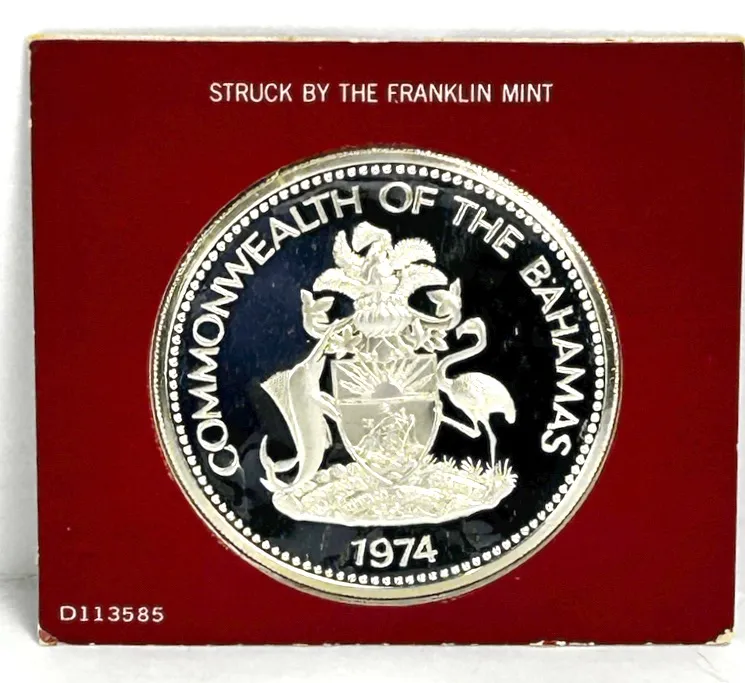 STRUCK BY THE FRANKLIN MINT
COMMONWEALTH OF THE BAHAMAS
1974
D113585